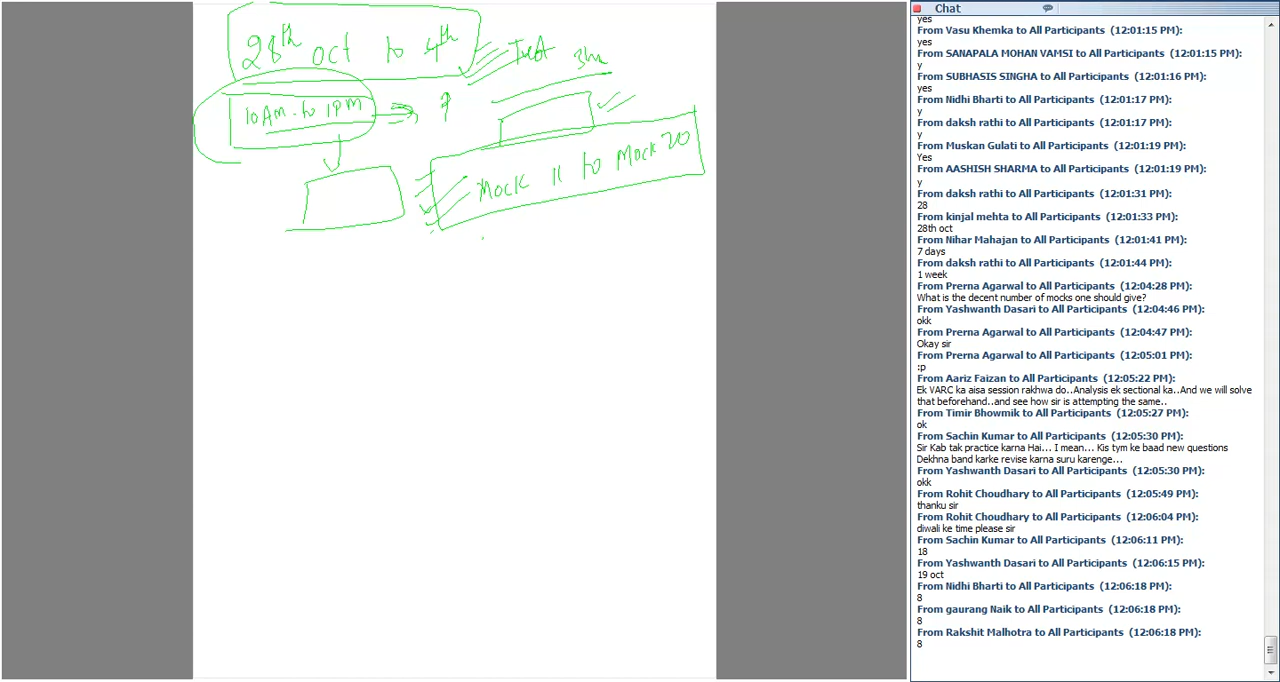 28th oct to 4th
Test 3hr
10AM. to 1PM
?
Mock 11 to Mock 20
Chat
yes
From Vasu Khemka to All Participants (12:01:15 PM):
yes
From SANAPALA MOHAN VAMSI to All Participants (12:01:15 PM):
y
From SUBHASIS SINGHA to All Participants (12:01:16 PM):
yes
From Nidhi Bharti to All Participants (12:01:17 PM):
y
From daksh rathi to All Participants (12:01:17 PM):
y
From Muskan Gulati to All Participants (12:01:19 PM):
Yes
From AASHISH SHARMA to All Participants (12:01:19 PM):
y
From daksh rathi to All Participants (12:01:31 PM):
28
From kinjal mehta to All Participants (12:01:33 PM):
28th oct
From Nihar Mahajan to All Participants (12:01:41 PM):
7 days
From daksh rathi to All Participants (12:01:44 PM):
1 week
From Prerna Agarwal to All Participants (12:04:28 PM):
What is the decent number of mocks one should give?
From Yashwanth Dasari to All Participants (12:04:46 PM):
okk
From Prerna Agarwal to All Participants (12:04:47 PM):
Okay sir
From Prerna Agarwal to All Participants (12:05:01 PM):
:p
From Aariz Faizan to All Participants (12:05:22 PM):
Ek VARC ka aisa session rakhwa do..Analysis ek sectional ka..And we will solve
that beforehand..and see how sir is attempting the same..
From Timir Bhowmik to All Participants (12:05:27 PM):
ok
From Sachin Kumar to All Participants (12:05:30 PM):
Sir Kab tak practice karna Hai... I mean... Kis tym ke baad new questions
Dekhna band karke revise karna suru karenge...
From Yashwanth Dasari to All Participants (12:05:30 PM):
okk
From Rohit Choudhary to All Participants (12:05:49 PM):
thanku sir
From Rohit Choudhary to All Participants (12:06:04 PM):
diwali ke time please sir
From Sachin Kumar to All Participants (12:06:11 PM):
18
From Yashwanth Dasari to All Participants (12:06:15 PM):
19 oct
From Nidhi Bharti to All Participants (12:06:18 PM):
8
From gaurang Naik to All Participants (12:06:18 PM):
8
From Rakshit Malhotra to All Participants (12:06:18 PM):
8